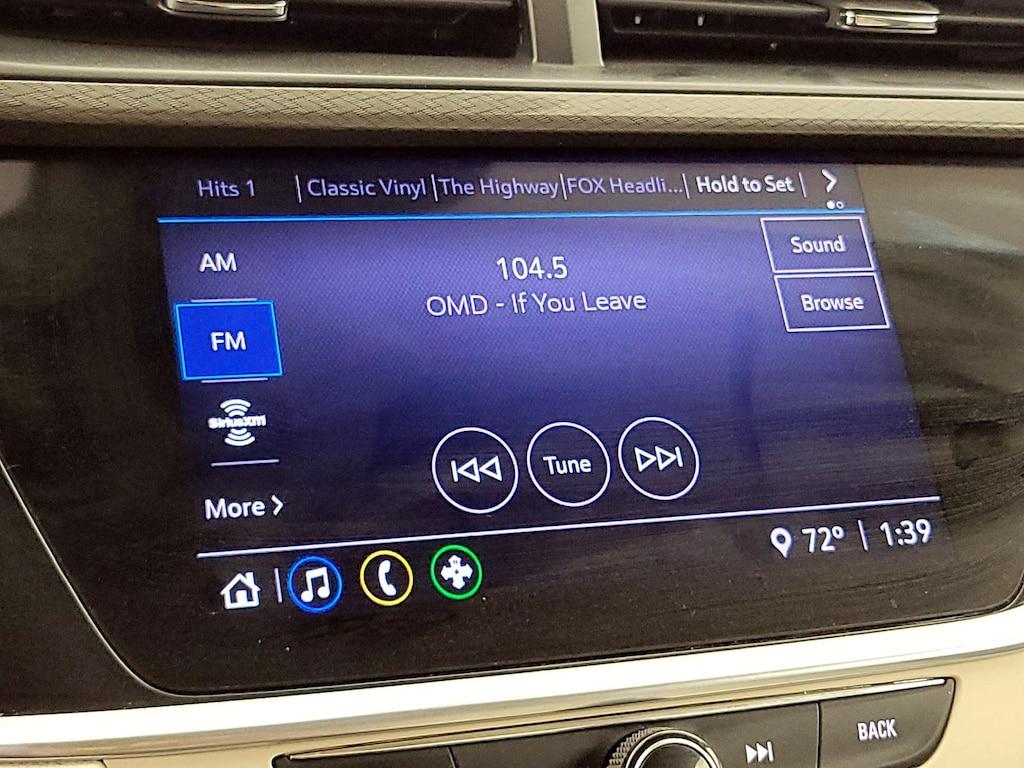 Hits 1 | Classic Vinyl | The Highway | FOX Headli... | Hold to Set |
Sound
AM
104.5
OMD - If You Leave
Browse
FM
SiriusXM
Tune
More
72° | 1:39
BACK